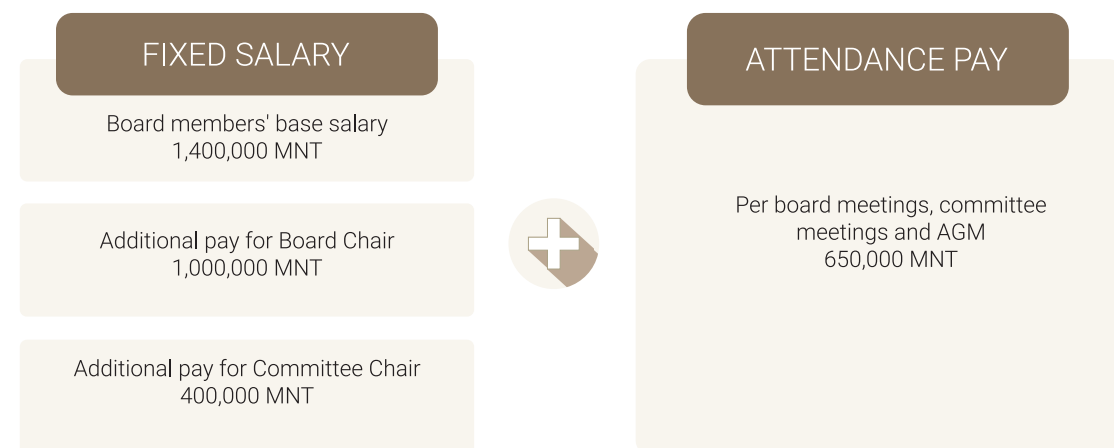 FIXED SALARY
Board members' base salary
1,400,000 MNT
Additional pay for Board Chair
1,000,000 MNT
Additional pay for Committee Chair
400,000 MNT
ATTENDANCE PAY
Per board meetings, committee
meetings and AGM
650,000 MNT